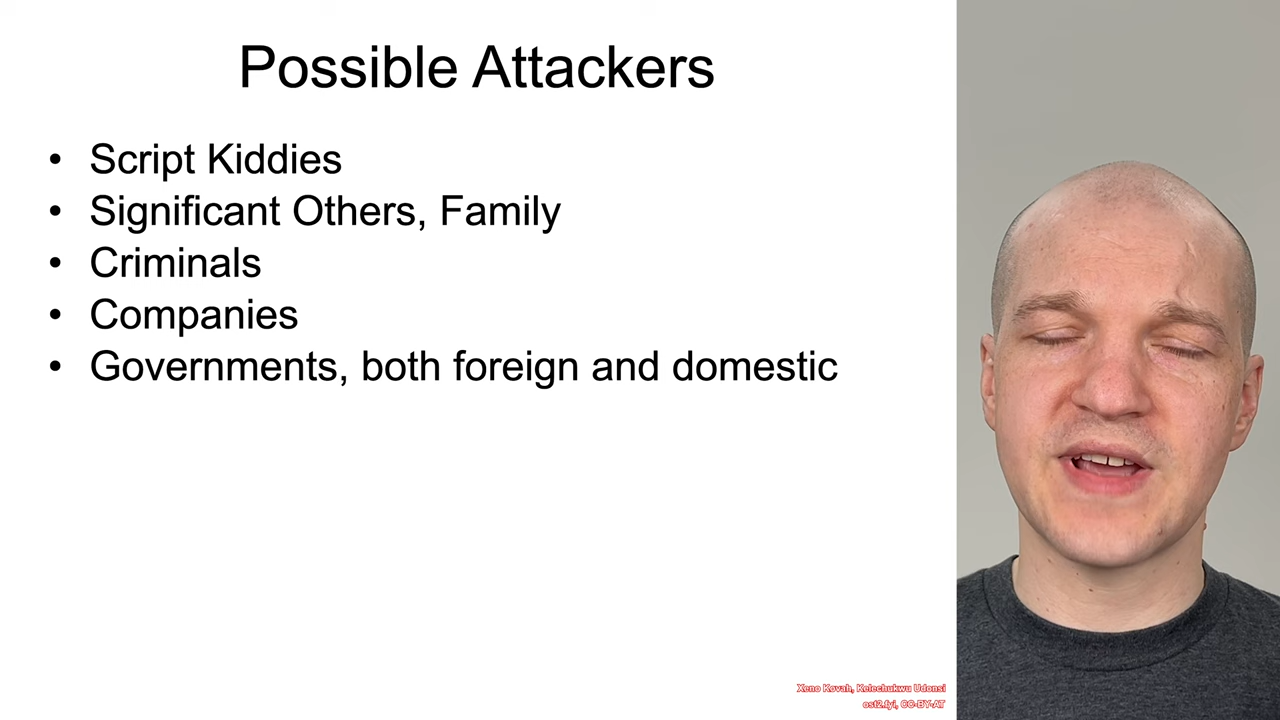 Possible Attackers
• Script Kiddies
• Significant Others, Family
• Criminals
• Companies
• Governments, both foreign and domestic
Xeno Kovah, Kelechukwu Udonsi
ost2.fyi, CC-BY-AT